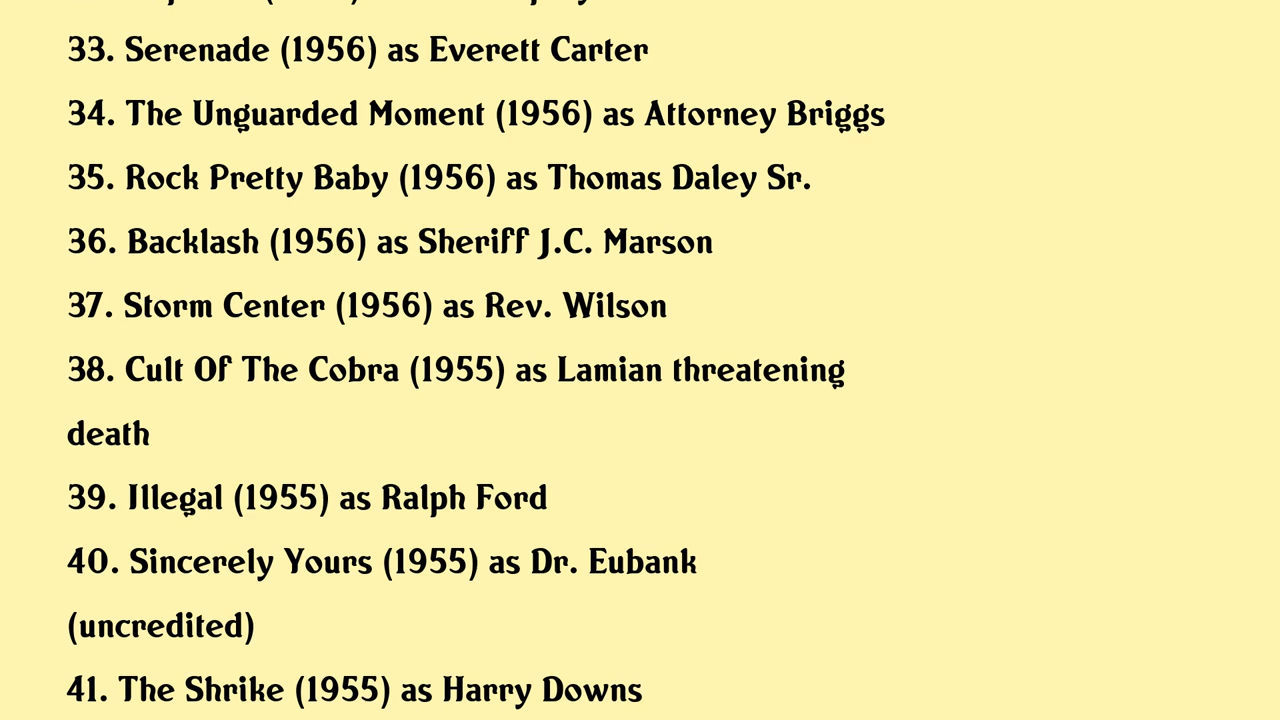 33. Serenade (1956) as Everett Carter
34. The Unguarded Moment (1956) as Attorney Briggs
35. Rock Pretty Baby (1956) as Thomas Daley Sr.
36. Backlash (1956) as Sheriff J.C. Marson
37. Storm Center (1956) as Rev. Wilson
38. Cult Of The Cobra (1955) as Lamian threatening
death
39. Illegal (1955) as Ralph Ford
40. Sincerely Yours (1955) as Dr. Eubank
(uncredited)
41. The Shrike (1955) as Harry Downs